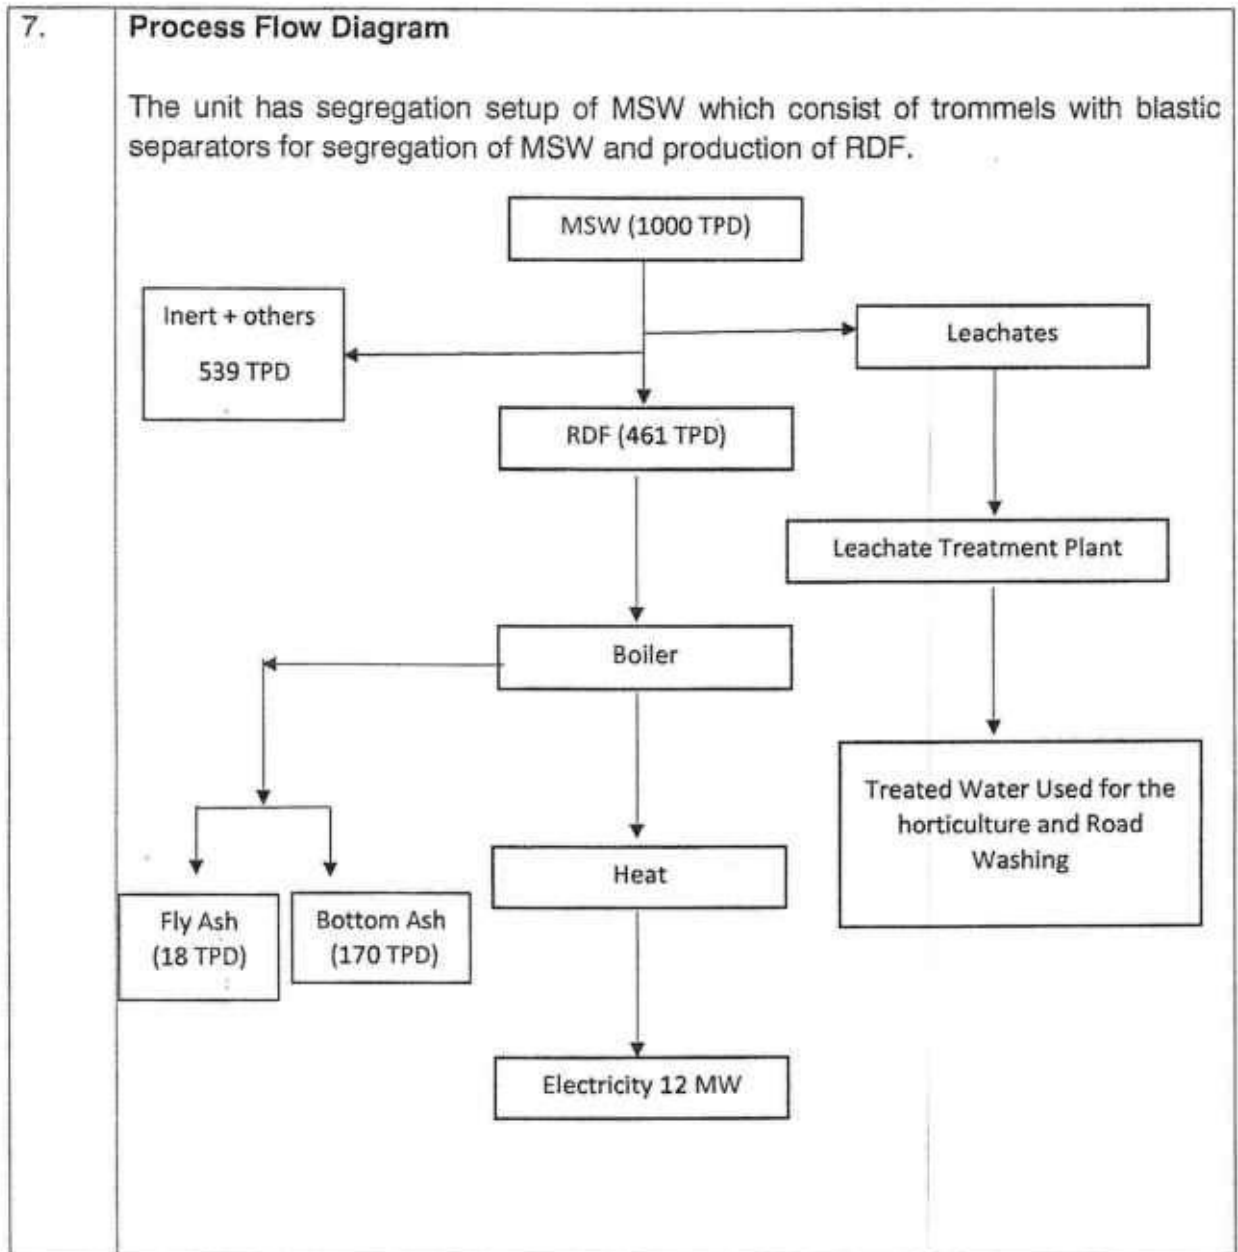 7.
Process Flow Diagram
The unit has segregation setup of MSW which consist of trommels with blastic
separators for segregation of MSW and production of RDF.
MSW (1000 TPD)
Inert + others
539 TPD
Leachates
RDF (461 TPD)
Leachate Treatment Plant
Boiler
Treated Water Used for the
horticulture and Road
Washing
Heat
Fly Ash
(18 TPD)
Bottom Ash
(170 TPD)
Electricity 12 MW